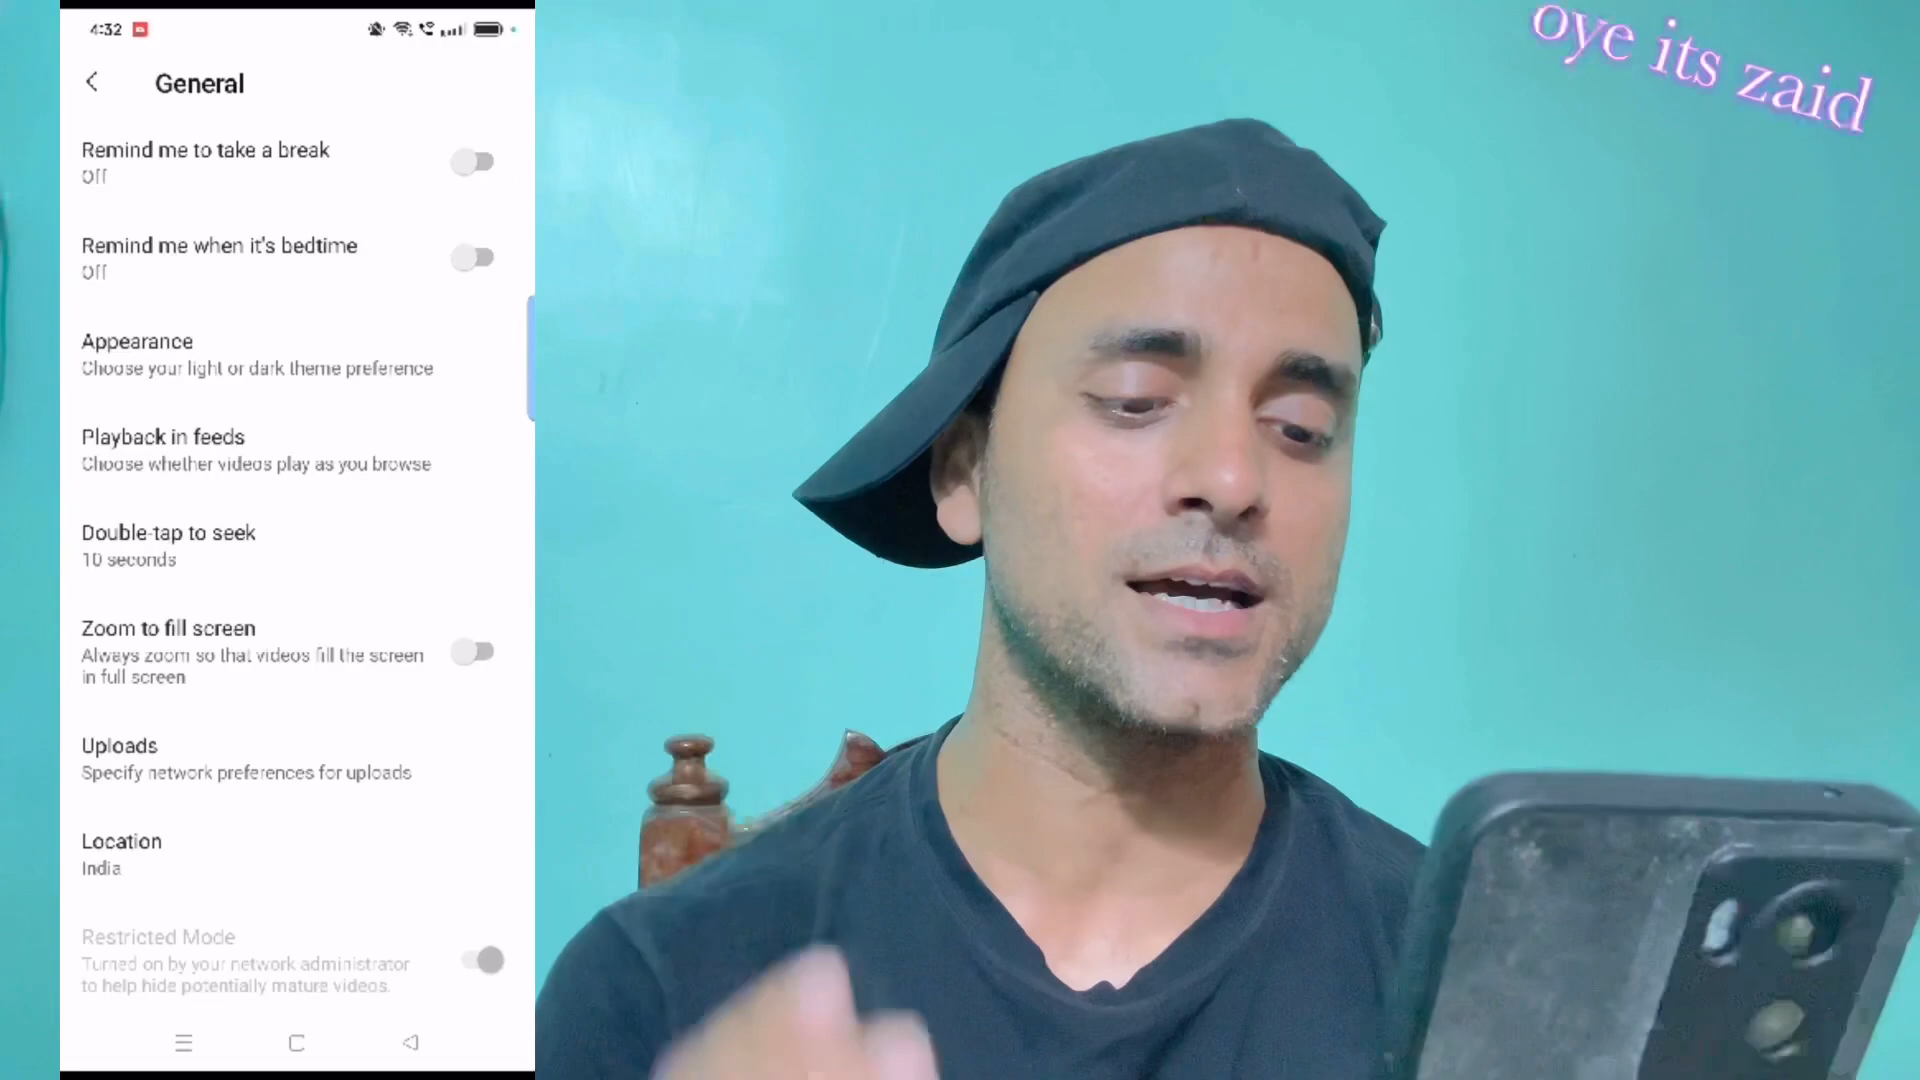 4:32
General
Remind me to take a break
Off
Remind me when it's bedtime
Off
Appearance
Choose your light or dark theme preference
Playback in feeds
Choose whether videos play as you browse
Double-tap to seek
10 seconds
Zoom to fill screen
Always zoom so that videos fill the screen
in full screen
Uploads
Specify network preferences for uploads
Location
India
Restricted Mode
Turned on by your network administrator
to help hide potentially mature videos.
oye its zaid